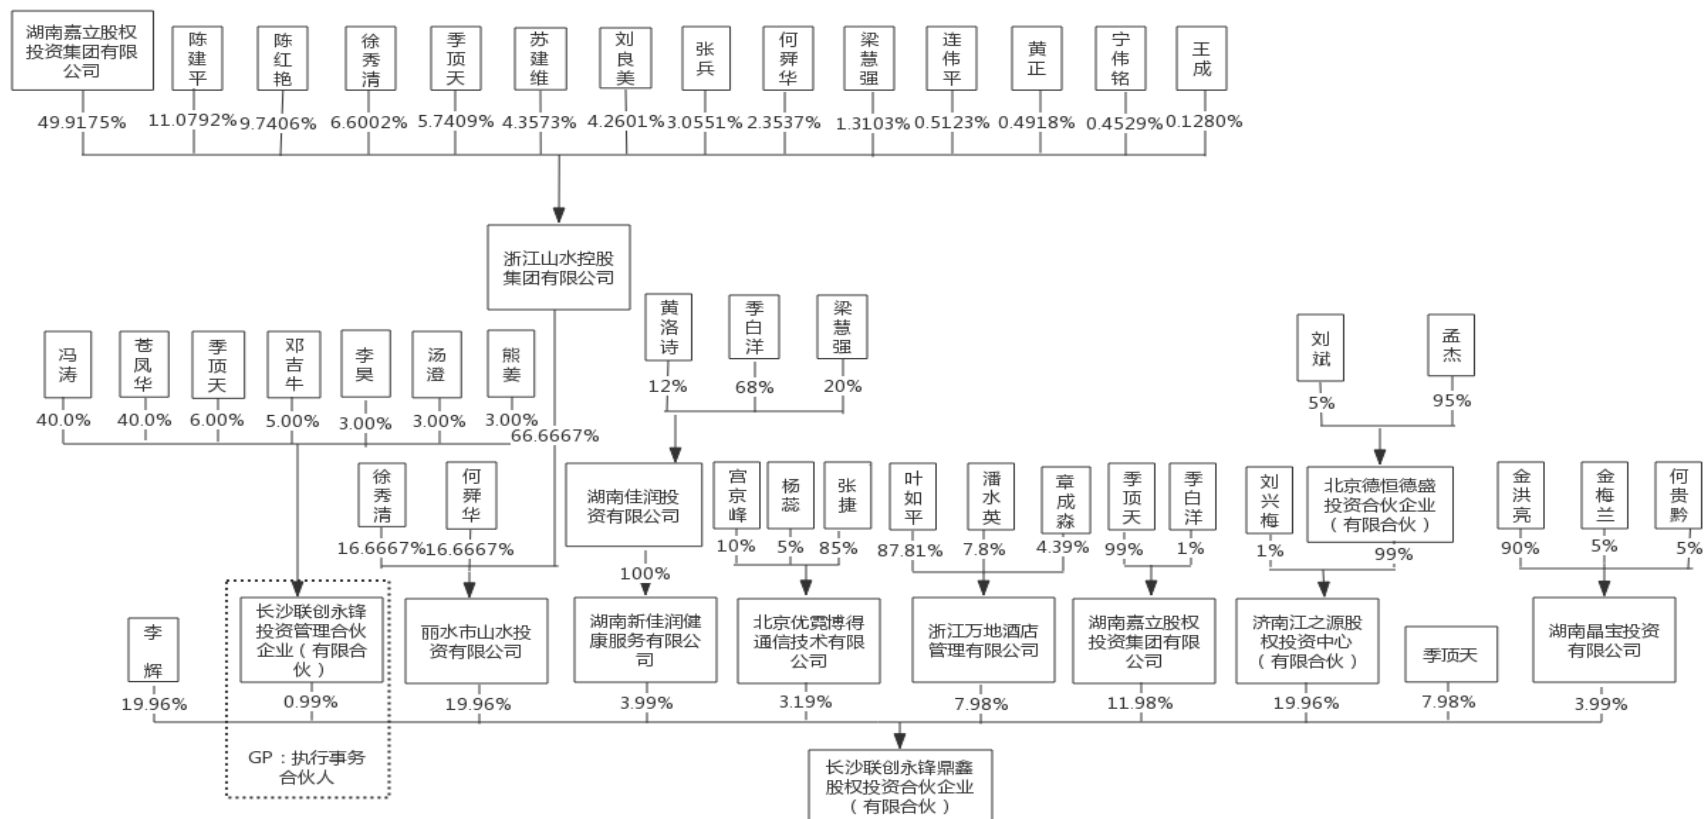 湖南嘉立股权
投资集团有限
公司
陈建平
陈红艳
徐秀清
季顶天
苏建维
刘良美
张兵
何舜华
梁慧强
连伟平
黄正
宁伟铭
王成
49.9175%
11.0792%
9.7406%
6.6002%
5.7409%
4.3573%
4.2601%
3.0551%
2.3537%
1.3103%
0.5123%
0.4918%
0.4529%
0.1280%
浙江山水控股
集团有限公司
黄洛诗
季白洋
梁慧强
12%
68%
20%
刘斌
孟杰
5%
95%
冯涛
苍凤华
季顶天
邓吉牛
李昊
汤澄
熊姜
40.0%
40.0%
6.00%
5.00%
3.00%
3.00%
3.00%
66.6667%
徐秀清
何舜华
16.6667%
16.6667%
湖南佳润投
资有限公司
100%
宫京峰
杨蕊
张捷
10%
5%
85%
叶如平
潘水英
章成淼
87.81%
7.8%
4.39%
季顶天
季白洋
99%
1%
刘兴梅
1%
北京德恒德盛
投资合伙企业
（有限合伙）
99%
金洪亮
金梅兰
何贵黔
90%
5%
5%
李辉
长沙联创永锋
投资管理合伙
企业（有限合
伙）
丽水市山水投
资有限公司
湖南新佳润健
康服务有限公
司
北京优霓博得
通信技术有限
公司
浙江万地酒店
管理有限公司
湖南嘉立股权
投资集团有限
公司
济南江之源股
权投资中心
（有限合伙）
季顶天
湖南晶宝投资
有限公司
19.96%
0.99%
19.96%
3.99%
3.19%
7.98%
11.98%
19.96%
7.98%
3.99%
GP：执行事务
合伙人
长沙联创永锋鼎鑫
股权投资合伙企业
（有限合伙）